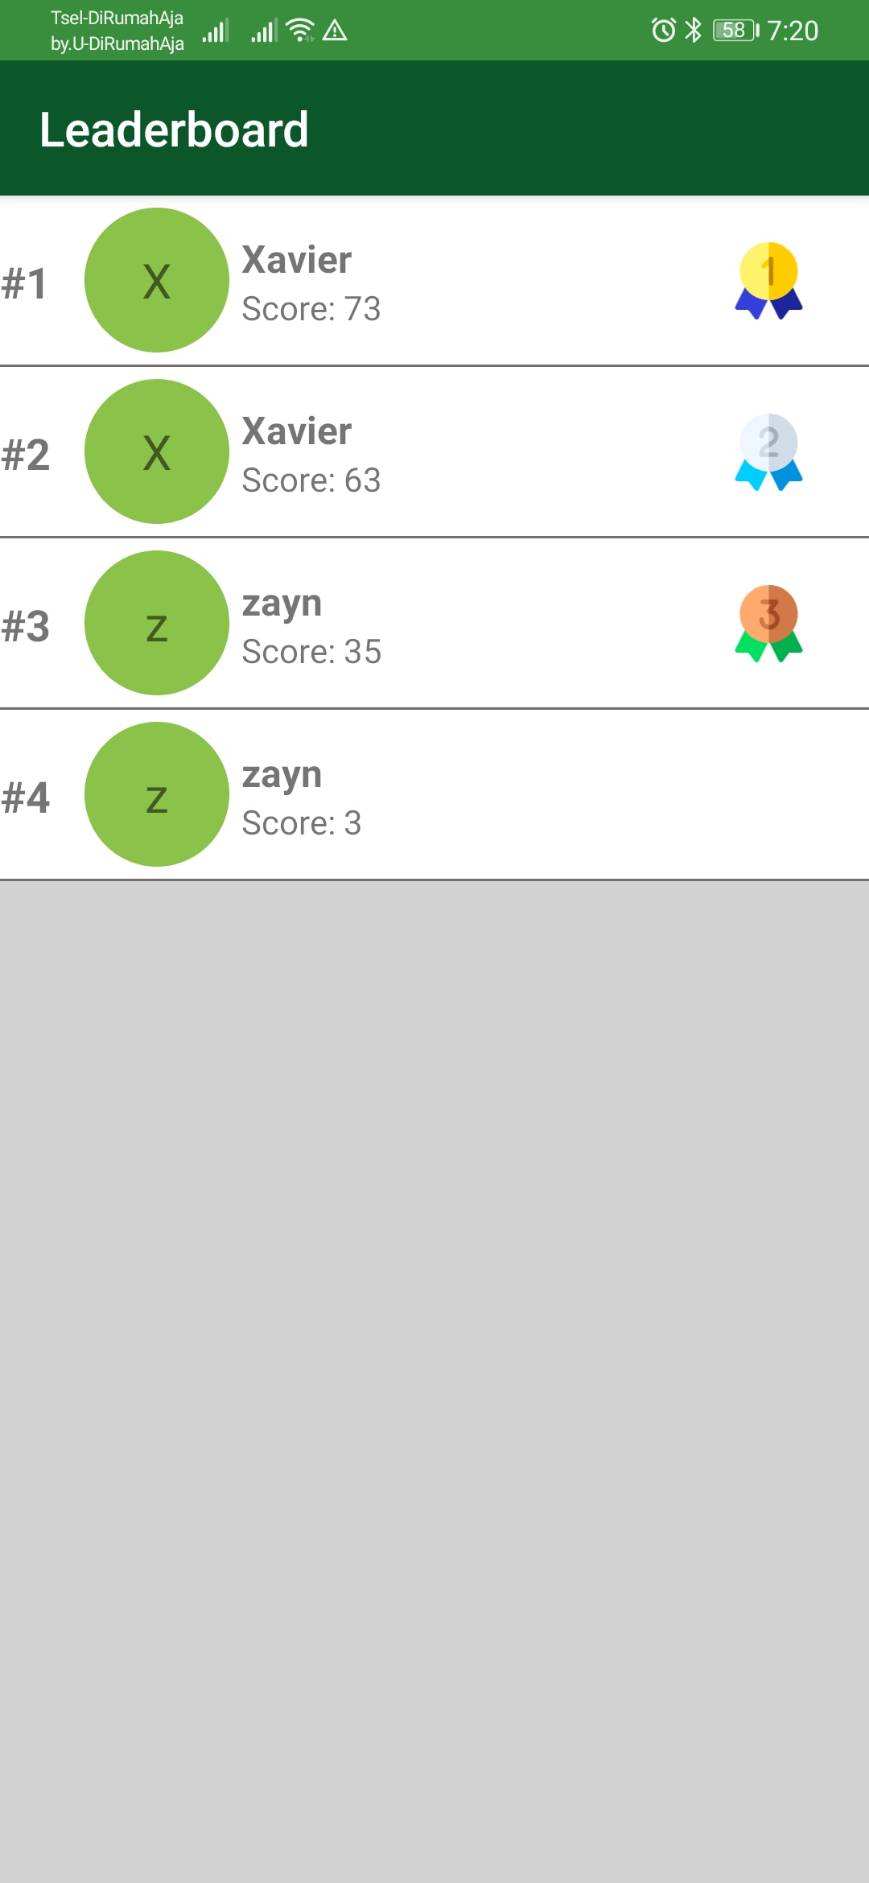 Tsel-DiRumahAja
by.U-DiRumahAja
58 7:20
Leaderboard
#1
X
Xavier
Score: 73
1
#2
X
Xavier
Score: 63
2
#3
z
zayn
Score: 35
3
#4
z
zayn
Score: 3